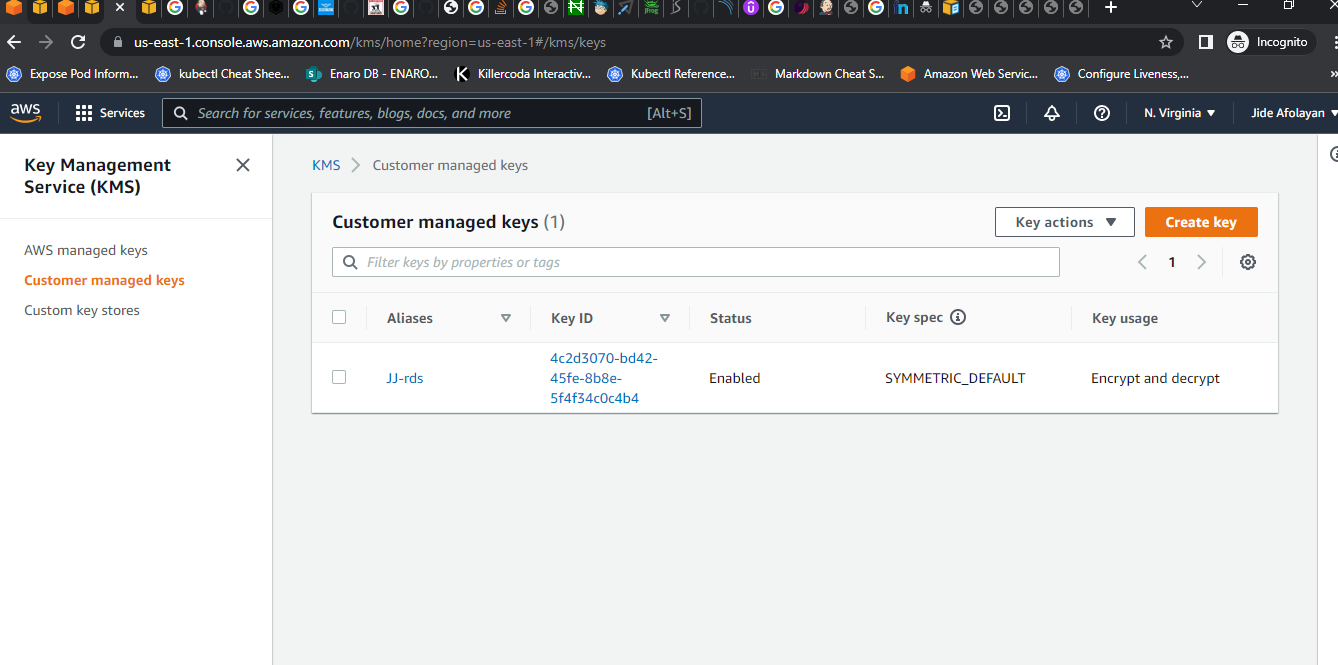 us-east-1.console.aws.amazon.com/kms/home?region=us-east-1#/kms/keys
Incognito
Expose Pod Inform...
kubectl Cheat Shee...
Enaro DB - ENARO...
Killercoda Interactiv...
Kubectl Reference...
Markdown Cheat S...
Amazon Web Servic...
Configure Liveness,...
aws
Services
Search for services, features, blogs, docs, and more
[Alt+S]
N. Virginia
Jide Afolayan
Key Management
Service (KMS)
AWS managed keys
Customer managed keys
Custom key stores
KMS
Customer managed keys
Customer managed keys (1)
Key actions
Create key
Filter keys by properties or tags
1
Aliases
Key ID
Status
Key spec
Key usage
JJ-rds
4c2d3070-bd42-
45fe-8b8e-
5f4f34c0c4b4
Enabled
SYMMETRIC_DEFAULT
Encrypt and decrypt